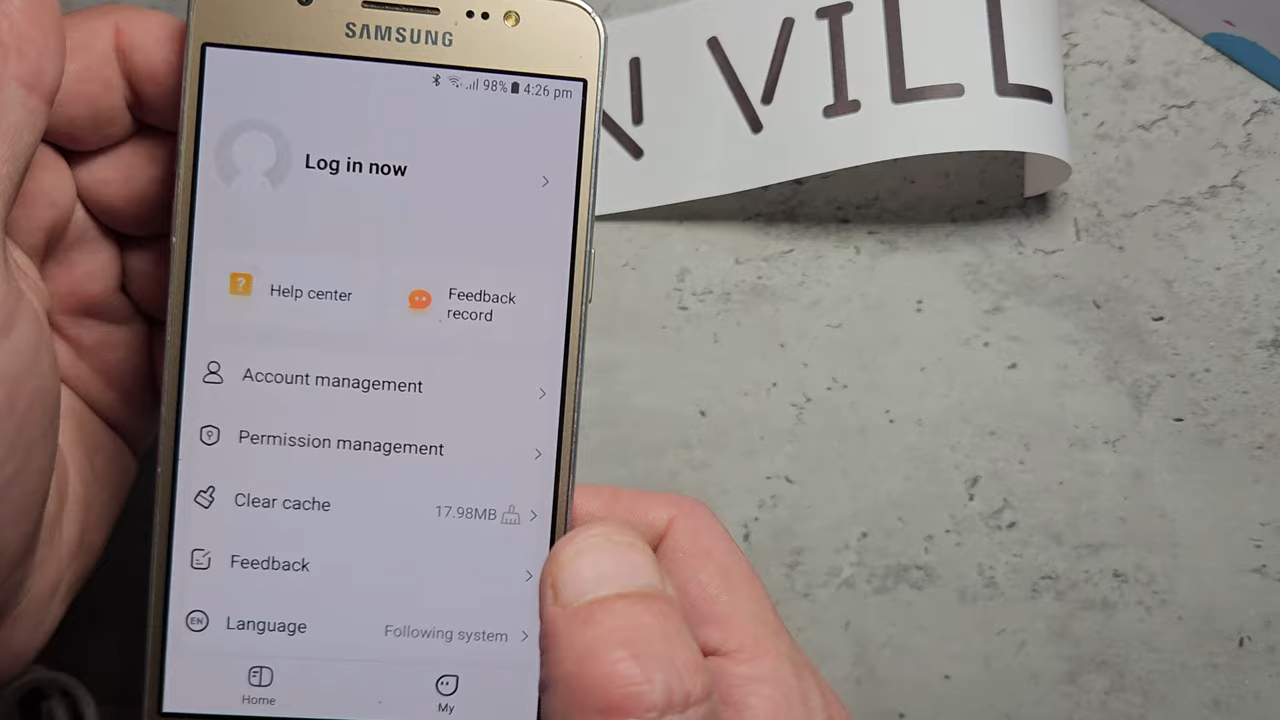 SAMSUNG
98% 4:26 pm
Log in now
?
Help center
Feedback
record
Account management
Permission management
Clear cache
17.98MB
Feedback
EN
Language
Following system
Home
My
VILL